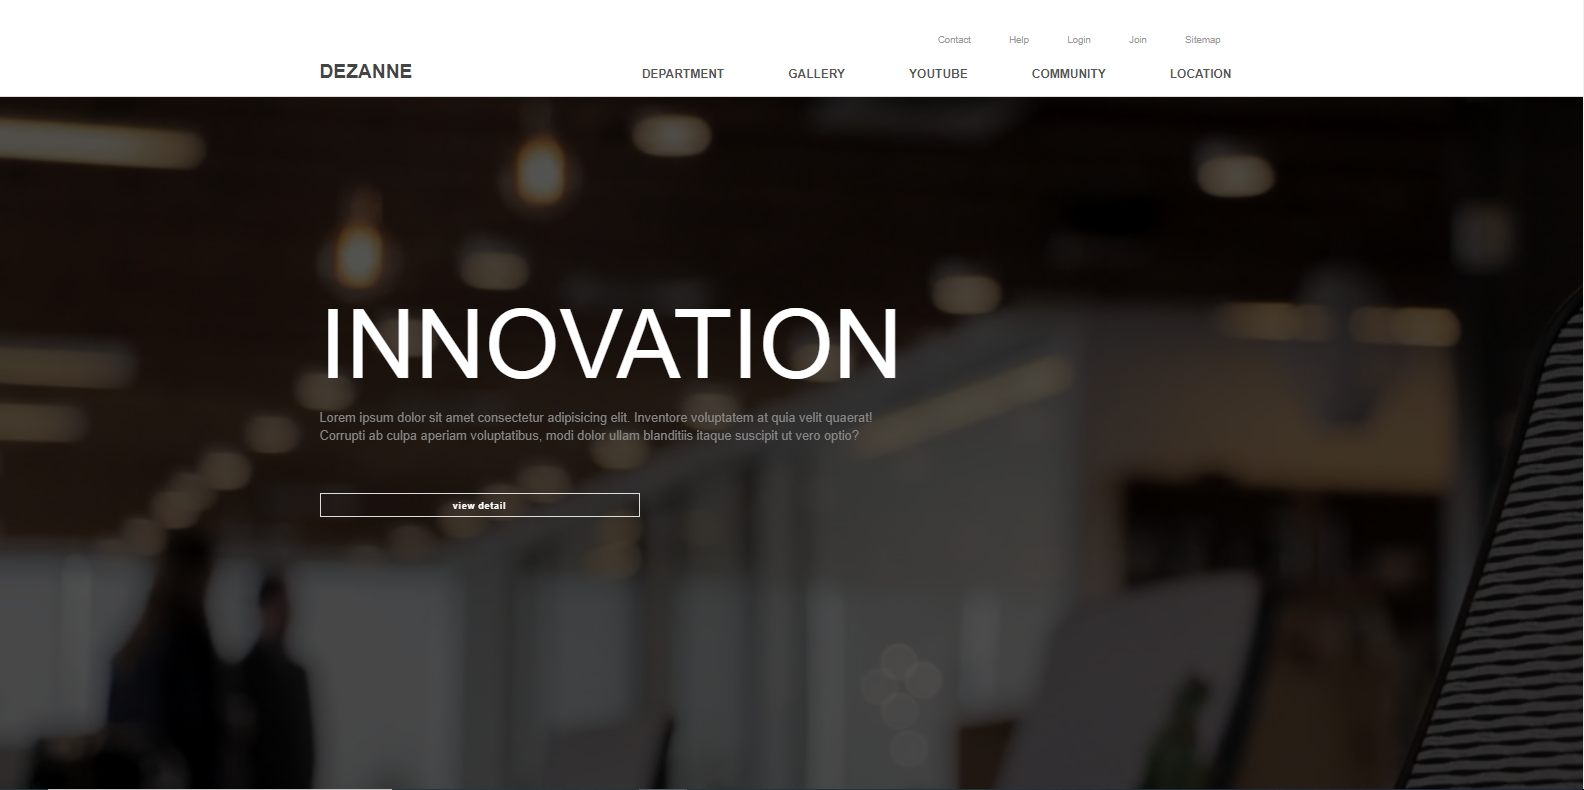 Contact Help Login Join Sitemap
DEZANNE DEPARTMENT GALLERY YOUTUBE COMMUNITY LOCATION
INNOVATION
Lorem ipsum dolor sit amet consectetur adipisicing elit. Inventore voluptatem at quia velit quaerat!
Corrupti ab culpa aperiam voluptatibus, modi dolor ullam blanditiis itaque suscipit ut vero optio?
view detail